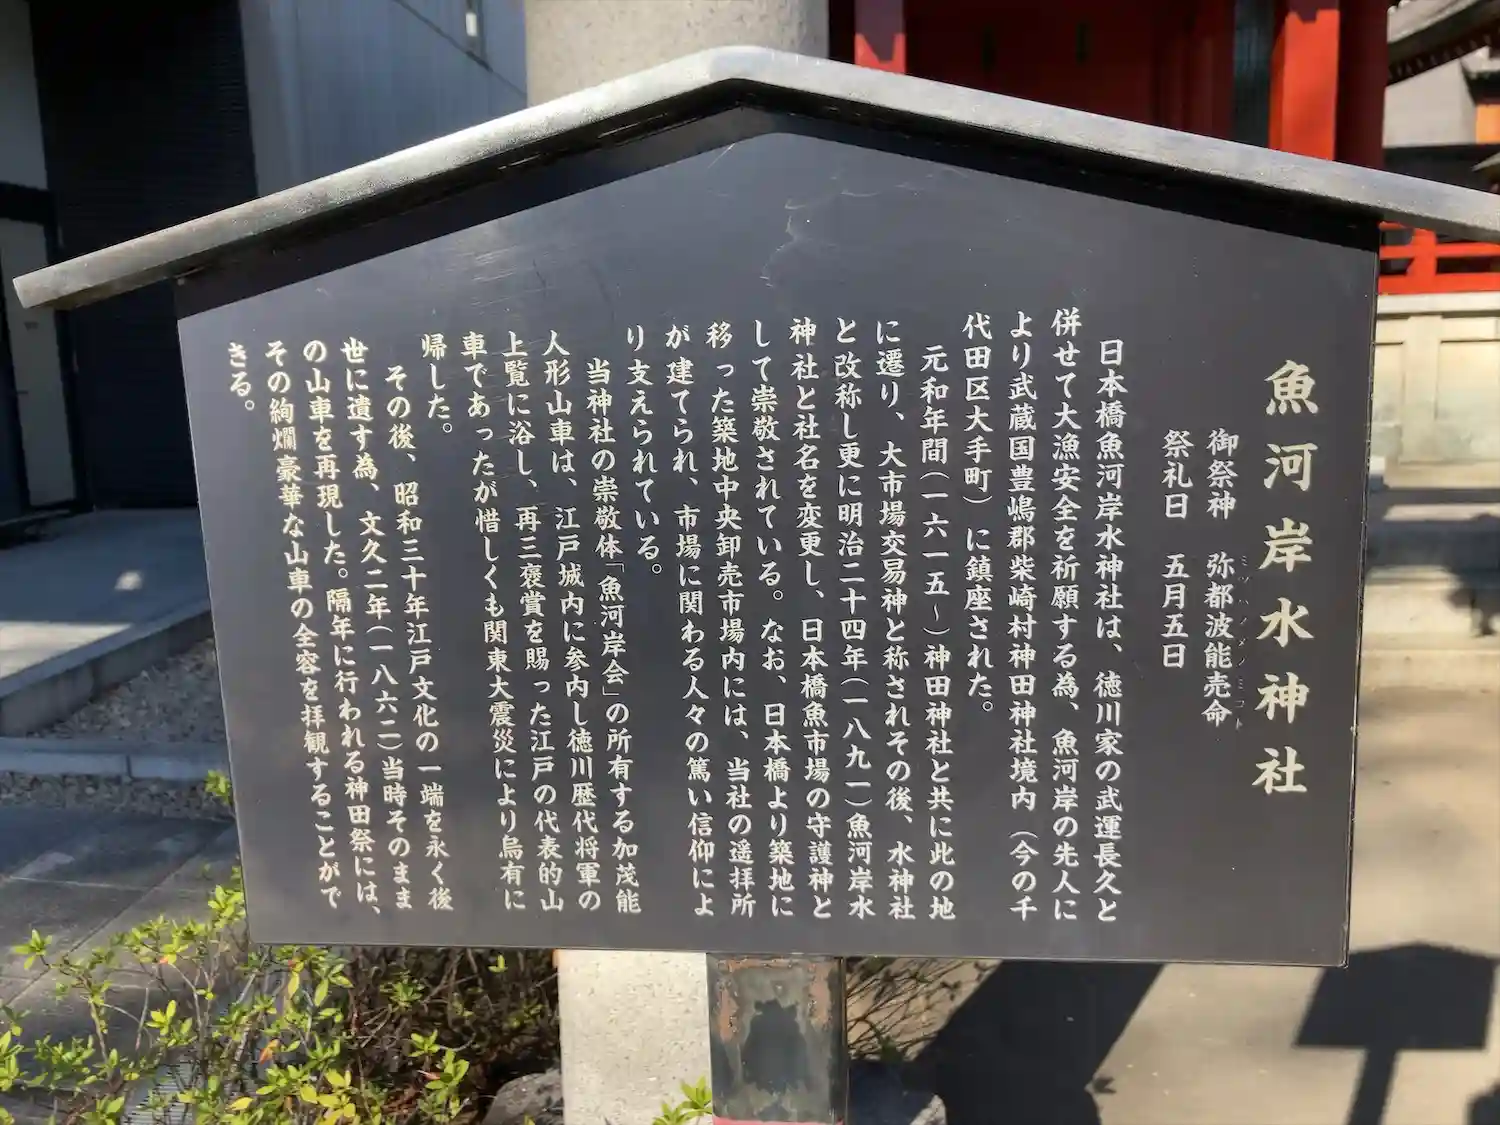 魚河岸水神社
御祭神　弥都波能売命
ミヅハノメノミコト
祭礼日　五月五日
日本橋魚河岸水神社は、徳川家の武運長久と
併せて大漁安全を祈願する為、魚河岸の先人に
より武蔵国豊嶋郡柴崎村神田神社境内（今の千
代田区大手町）に鎮座された。
元和年間（一六一五～）神田神社と共に此の地
に遷り、大市場交易神と称されその後、水神社
と改称し更に明治二十四年（一八九一）魚河岸水
神社と社名を変更し、日本橋魚市場の守護神と
して崇敬されている。なお、日本橋より築地に
移った築地中央卸売市場内には、当社の遥拝所
が建てられ、市場に関わる人々の篤い信仰によ
り支えられている。
当神社の崇敬体「魚河岸会」の所有する加茂能
人形山車は、江戸城内に参内し徳川歴代将軍の
上覧に浴し、再三褒賞を賜った江戸の代表的山
車であったが惜しくも関東大震災により烏有に
帰した。
その後、昭和三十年江戸文化の一端を永く後
世に遺す為、文久二年（一八六二）当時そのまま
の山車を再現した。隔年に行われる神田祭には、
その絢爛豪華な山車の全容を拝観することがで
きる。